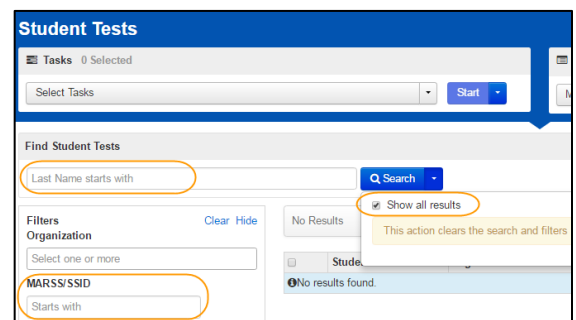 Student Tests
Tasks 0 Selected
Select Tasks
Start
Find Student Tests
Last Name starts with
Search
Show all results
This action clears the search and filters
Filters
Clear Hide
Organization
Select one or more
No Results
MARSS/SSID
Starts with
No results found.